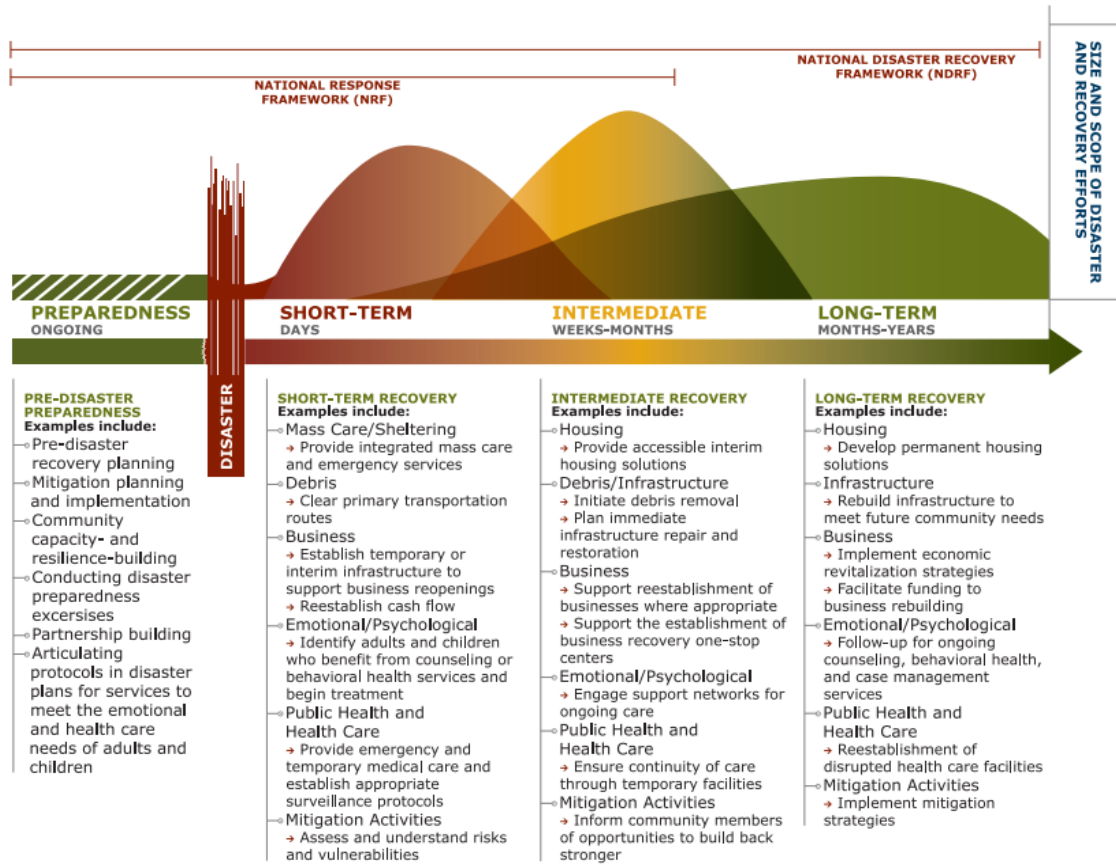 NATIONAL DISASTER RECOVERY
FRAMEWORK (NDRF)
NATIONAL RESPONSE
FRAMEWORK (NRF)
SIZE AND SCOPE OF DISASTER
AND RECOVERY EFFORTS
PREPAREDNESS
ONGOING
SHORT-TERM
DAYS
INTERMEDIATE
WEEKS-MONTHS
LONG-TERM
MONTHS-YEARS
DISASTER
PRE-DISASTER
PREPAREDNESS
Examples include:
Pre-disaster
recovery planning
Mitigation planning
and implementation
Community
capacity- and
resilience-building
Conducting disaster
preparedness
excersises
Partnership building
Articulating
protocols in disaster
plans for services to
meet the emotional
and health care
needs of adults and
children
SHORT-TERM RECOVERY
Examples include:
Mass Care/Sheltering
→ Provide integrated mass care
and emergency services
Debris
→ Clear primary transportation
routes
Business
→ Establish temporary or
interim infrastructure to
support business reopenings
→ Reestablish cash flow
Emotional/Psychological
→ Identify adults and children
who benefit from counseling or
behavioral health services and
begin treatment
Public Health and
Health Care
→ Provide emergency and
temporary medical care and
establish appropriate
surveillance protocols
Mitigation Activities
→ Assess and understand risks
and vulnerabilities
INTERMEDIATE RECOVERY
Examples include:
Housing
→ Provide accessible interim
housing solutions
Debris/Infrastructure
→ Initiate debris removal
→ Plan immediate
infrastructure repair and
restoration
Business
→ Support reestablishment of
businesses where appropriate
→ Support the establishment of
business recovery one-stop
centers
Emotional/Psychological
→ Engage support networks for
ongoing care
Public Health and
Health Care
→ Ensure continuity of care
through temporary facilities
Mitigation Activities
→ Inform community members
of opportunities to build back
stronger
LONG-TERM RECOVERY
Examples include:
Housing
→ Develop permanent housing
solutions
Infrastructure
→ Rebuild infrastructure to
meet future community needs
Business
→ Implement economic
revitalization strategies
→ Facilitate funding to
business rebuilding
Emotional/Psychological
→ Follow-up for ongoing
counseling, behavioral health,
and case management
services
Public Health and
Health Care
→ Reestablishment of
disrupted health care facilities
Mitigation Activities
→ Implement mitigation
strategies